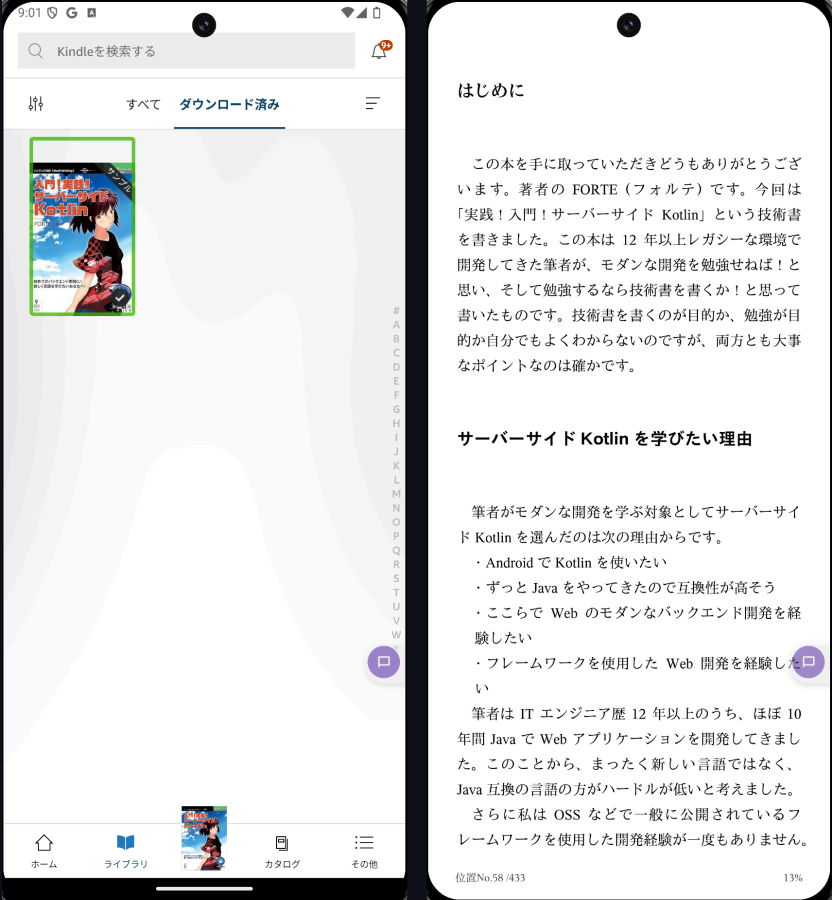 9:01
Kindleを検索する
9+
すべて
ダウンロード済み
サンプル
入門！実践！
サーバーサイド
Kotlin
#
A
B
C
D
E
F
G
H
I
J
K
L
M
N
O
P
Q
R
S
T
U
V
W
ホーム
ライブラリ
カタログ
その他
はじめに
この本を手に取っていただきどうもありがとうござ
います。著者の FORTE（フォルテ）です。今回は
「実践！入門！サーバーサイド Kotlin」という技術書
を書きました。この本は 12 年以上レガシーな環境で
開発してきた筆者が、モダンな開発を勉強せねば！と
思い、そして勉強するなら技術書を書くか！と思って
書いたものです。技術書を書くのが目的か、勉強が目
的か自分でもよくわからないのですが、両方とも大事
なポイントなのは確かです。
サーバーサイド Kotlin を学びたい理由
筆者がモダンな開発を学ぶ対象としてサーバーサイ
ド Kotlin を選んだのは次の理由からです。
・Android で Kotlin を使いたい
・ずっと Java をやってきたので互換性が高そう
・ここらで Web のモダンなバックエンド開発を経
験したい
・フレームワークを使用した Web 開発を経験した
い
筆者は IT エンジニア歴 12 年以上のうち、ほぼ 10
年間 Java で Web アプリケーションを開発してきまし
た。このことから、まったく新しい言語ではなく、
Java 互換の言語の方がハードルが低いと考えました。
さらに私は OSS などで一般に公開されているフ
レームワークを使用した開発経験が一度もありません。
位置No.58 /433
13%